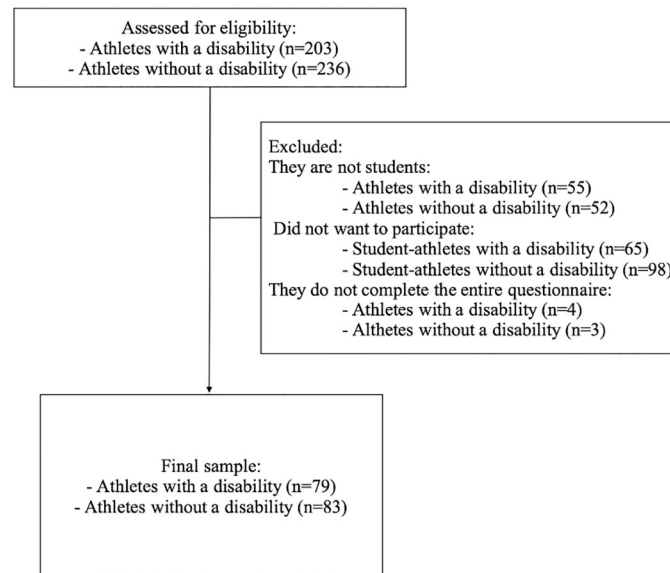 Assessed for eligibility:
- Athletes with a disability (n=203)
- Athletes without a disability (n=236)
Excluded:
They are not students:
- Athletes with a disability (n=55)
- Athletes without a disability (n=52)
Did not want to participate:
- Student-athletes with a disability (n=65)
- Student-athletes without a disability (n=98)
They do not complete the entire questionnaire:
- Athletes with a disability (n=4)
- Althetes without a disability (n=3)
Final sample:
- Athletes with a disability (n=79)
- Athletes without a disability (n=83)